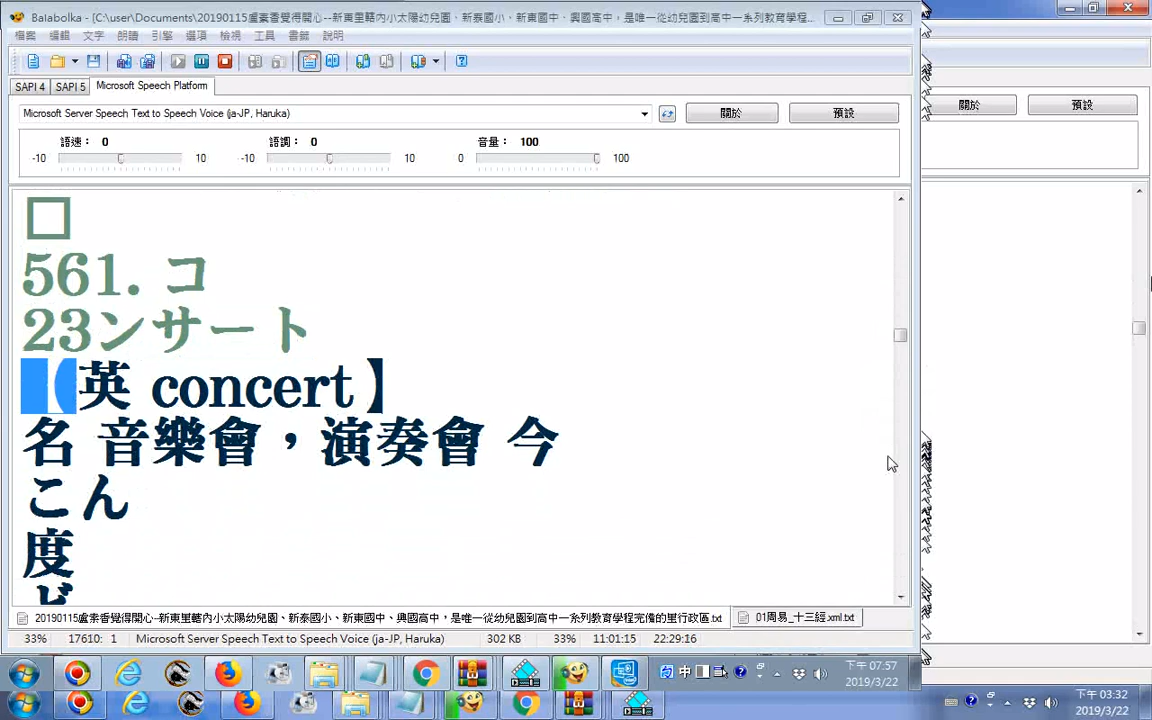 Balabolka - [C:\user\Documents\20190115盧素香覺得開心--新東里轄內小太陽幼兒園、新泰國小、新東國中、興國高中，是唯一從幼兒園到高中一系列教育學程完...
檔案 編輯 文字 朗讀 引擎 選項 檢視 工具 書籤 說明
SAPI 4 SAPI 5 Microsoft Speech Platform
Microsoft Server Speech Text to Speech Voice (ja-JP, Haruka) 關於 預設 關於 預設
語速： 0 語調： 0 音量： 100
-10 10 -10 10 0 100
口
561. コ
23ンサート
【(英 concert】
名 音樂會，演奏會 今
こん
度
ど
20190115盧素香覺得開心--新東里轄內小太陽幼兒園、新泰國小、新東國中、興國高中，是唯一從幼兒園到高中一系列教育學程完備的里行政區.txt 01周易_十三經.xml.txt
33% 17610: 1 Microsoft Server Speech Text to Speech Voice (ja-JP, Haruka) 302 KB 33% 11:01:15 22:29:16
中 下午 07:57
2019/3/22
下午 03:32
2019/3/22